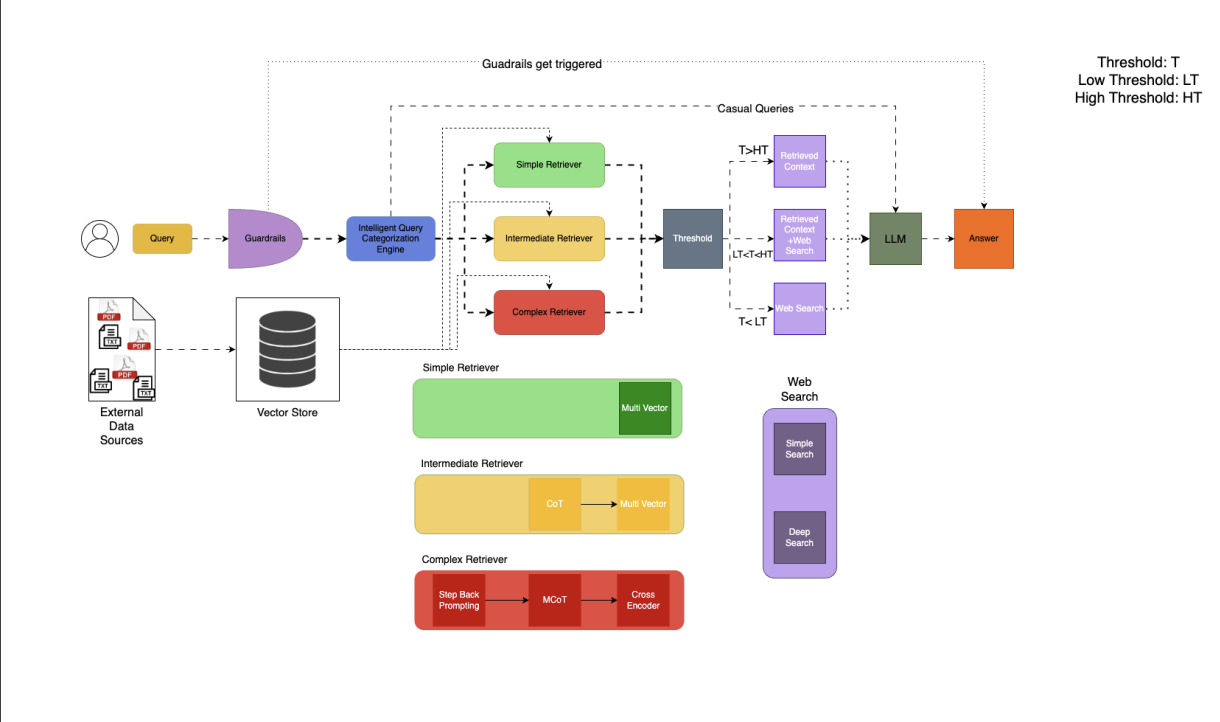 Guadrails get triggered
Threshold: T
Low Threshold: LT
High Threshold: HT
Casual Queries
Simple Retriever
T>HT
Retrieved
Context
Query
Guardrails
Intelligent Query
Categorization
Engine
Intermediate Retriever
Threshold
Retrieved
Context
+Web
Search
LT<T<HT
LLM
Answer
Complex Retriever
Web Search
T< LT
PDF
TXT
PDF
PDF
TXT
TXT
External
Data
Sources
Vector Store
Simple Retriever
Multi Vector
Web
Search
Simple
Search
Deep
Search
Intermediate Retriever
CoT
Multi Vector
Complex Retriever
Step Back
Prompting
MCoT
Cross
Encoder